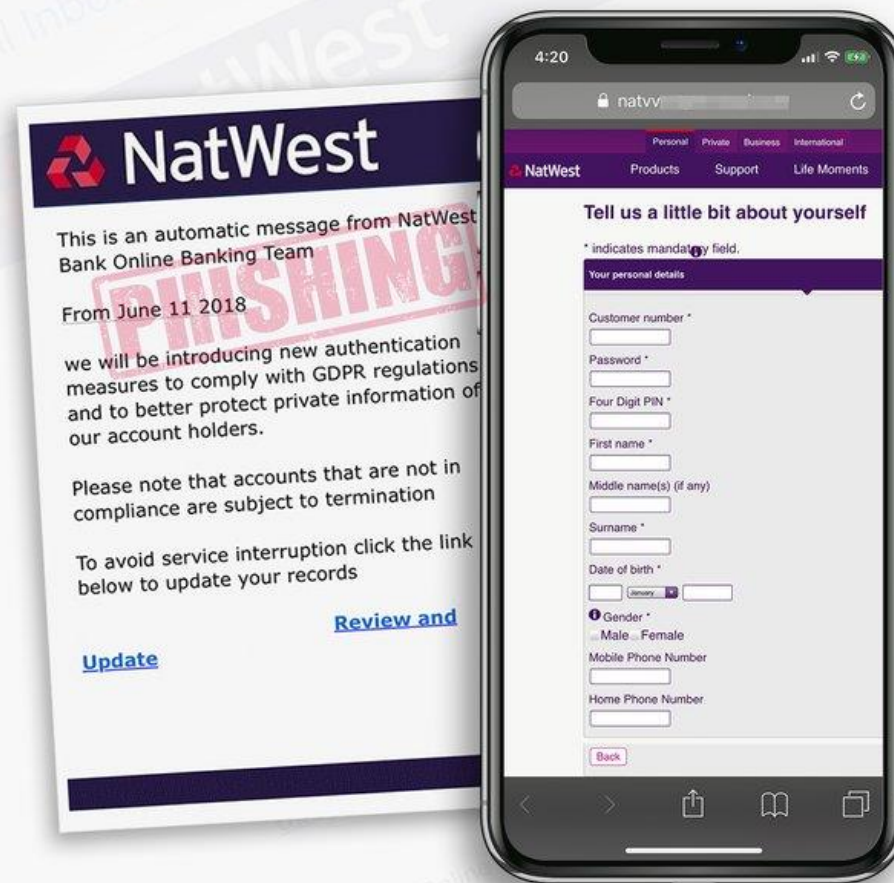 NatWest
This is an automatic message from NatWest
Bank Online Banking Team
PHISHING
From June 11 2018
we will be introducing new authentication
measures to comply with GDPR regulations
and to better protect private information of
our account holders.
Please note that accounts that are not in
compliance are subject to termination
To avoid service interruption click the link
below to update your records
Review and
Update
4:20
natvv
Personal Private Business International
NatWest Products Support Life Moments
Tell us a little bit about yourself
* indicates mandatory field.
Your personal details
Customer number *
Password *
Four Digit PIN *
First name *
Middle name(s) (if any)
Surname *
Date of birth *
January
Gender *
Male Female
Mobile Phone Number
Home Phone Number
Back